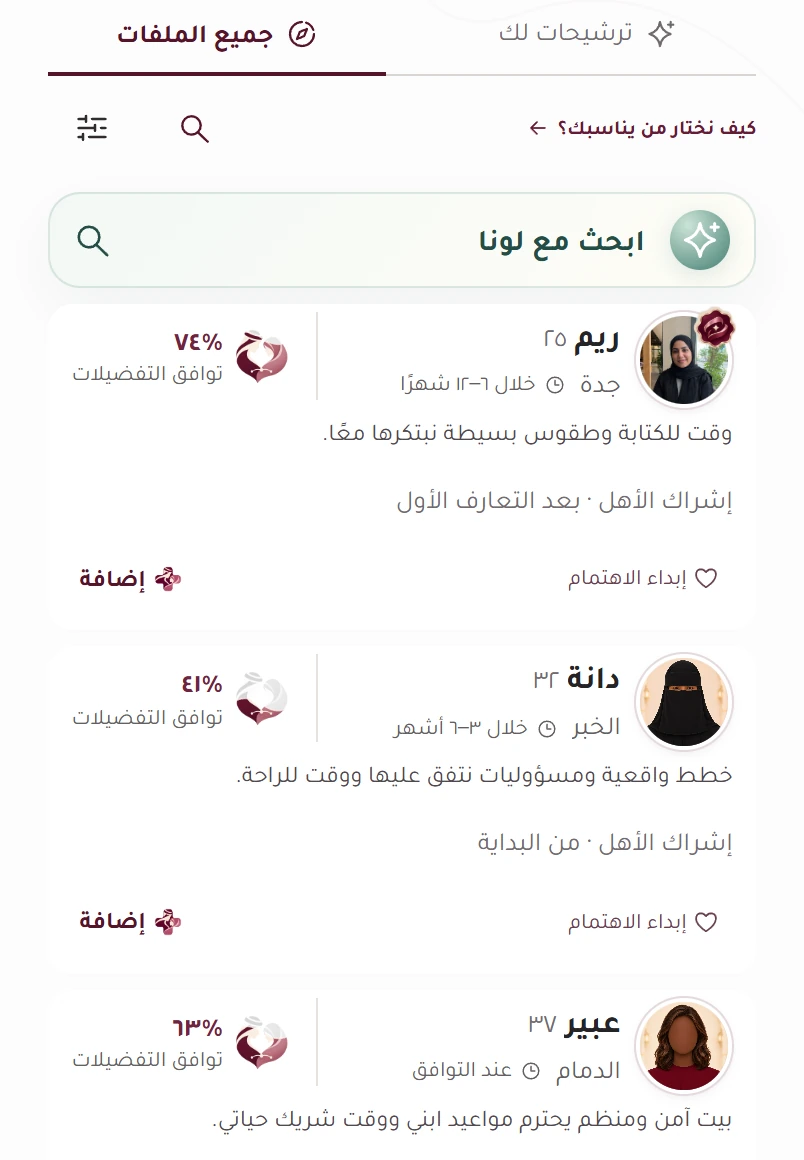 ترشيحات لك
جميع الملفات
كيف نختار من يناسبك؟ ←
ابحث مع لونا
ريم ٢٥
جدة خلال ٦–١٢ شهرًا
٧٤%
توافق التفضيلات
وقت للكتابة وطقوس بسيطة نبتكرها معًا.
إشراك الأهل · بعد التعارف الأول
إبداء الاهتمام
إضافة
دانة ٣٢
الخبر خلال ٣–٦ أشهر
٤١%
توافق التفضيلات
خطط واقعية ومسؤوليات نتفق عليها ووقت للراحة.
إشراك الأهل · من البداية
إبداء الاهتمام
إضافة
عبير ٣٧
الدمام عند التوافق
٦٣%
توافق التفضيلات
بيت آمن ومنظم يحترم مواعيد ابني ووقت شريك حياتي.